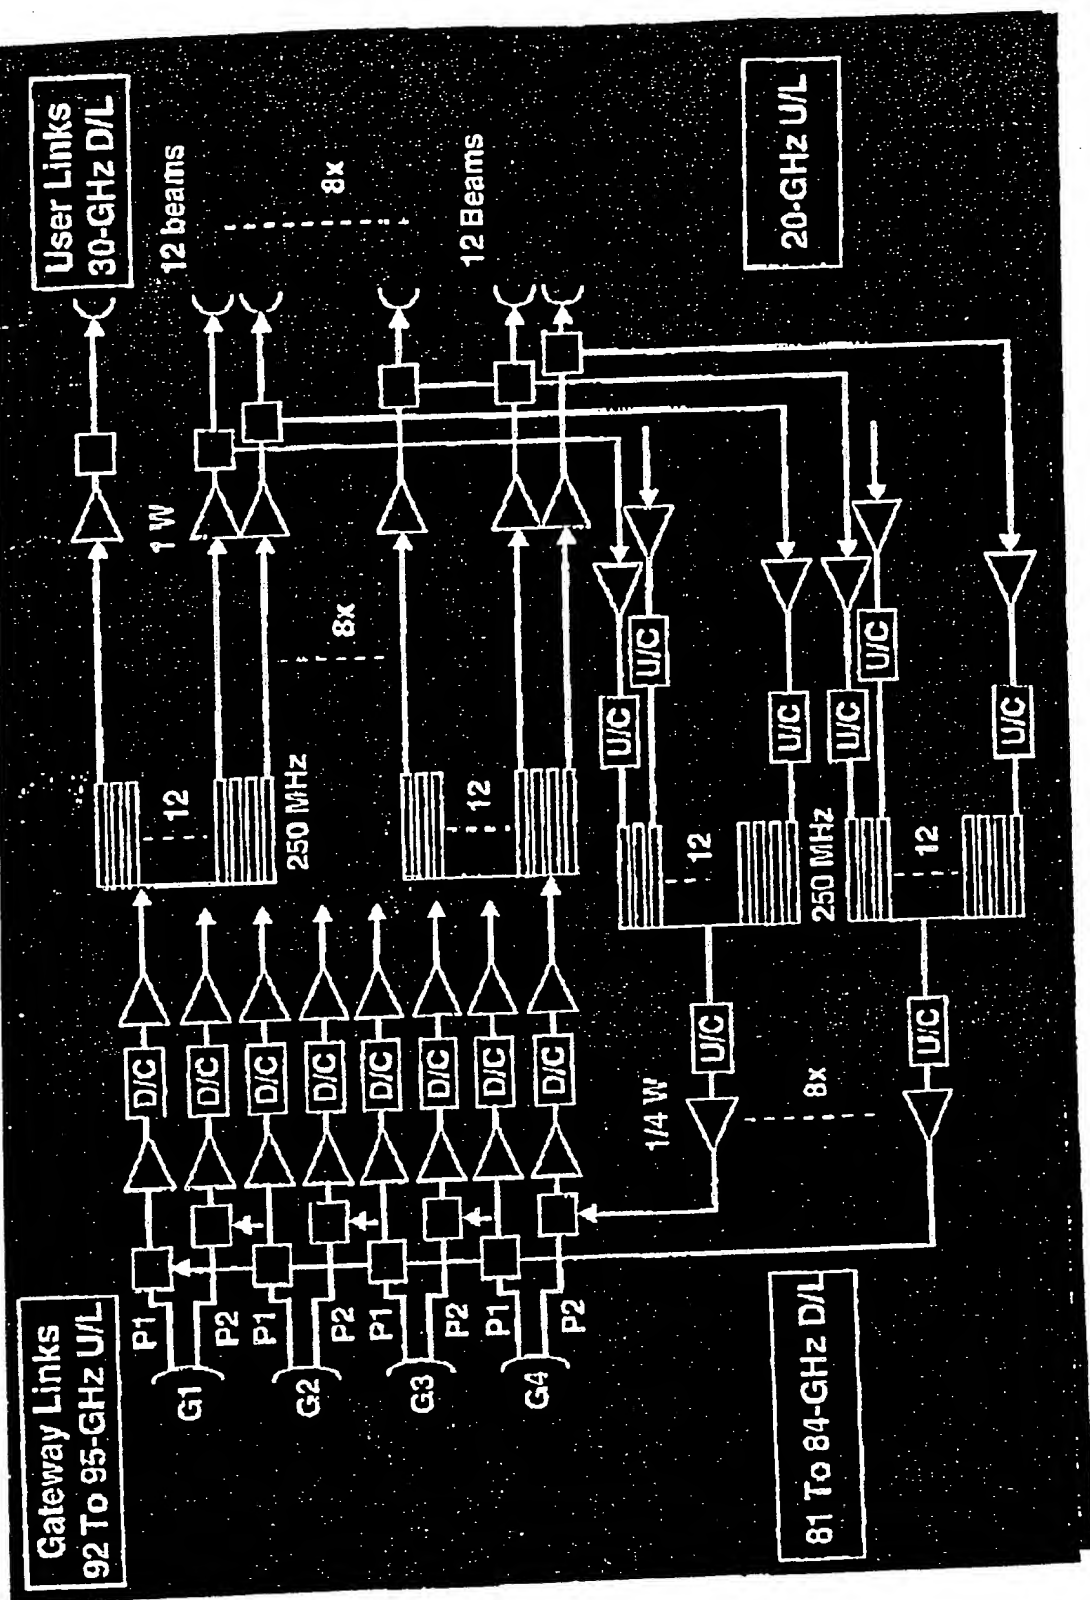 Gateway Links
92 To 95-GHz U/L
User Links
30-GHz D/L
P1
G1
P2
P1
G2
P2
P1
G3
P2
P1
G4
P2
D/C
D/C
D/C
D/C
D/C
D/C
D/C
D/C
12
250 MHz
8x
12
1 W
12 beams
8x
12 Beams
81 To 84-GHz D/L
1/4 W
8x
U/C
U/C
12
250 MHz
12
U/C
U/C
U/C
U/C
U/C
U/C
20-GHz U/L